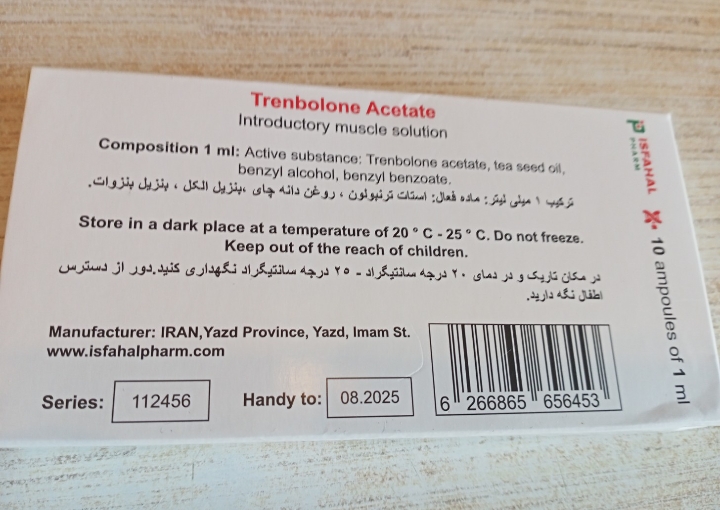 Trenbolone Acetate
Introductory muscle solution
Composition 1 ml: Active substance: Trenbolone acetate, tea seed oil,
benzyl alcohol, benzyl benzoate.
ترکیب ۱ میلی لیتر: ماده فعال: استات ترنبولون ، روغن دانه چای ،بنزیل الکل ، بنزیل بنزوات.
Store in a dark place at a temperature of 20 ° C - 25 ° C. Do not freeze.
Keep out of the reach of children.
در مکان تاریک و در دمای ۲۰ درجه سانتیگراد - ۲۵ درجه سانتیگراد نگهداری کنید.دور از دسترس
اطفال نگه دارید.
Manufacturer: IRAN,Yazd Province, Yazd, Imam St.
www.isfahalpharm.com
Series: 112456 Handy to: 08.2025
6 266865 656453
ISFAHAL
PHARM
10 ampoules of 1 ml